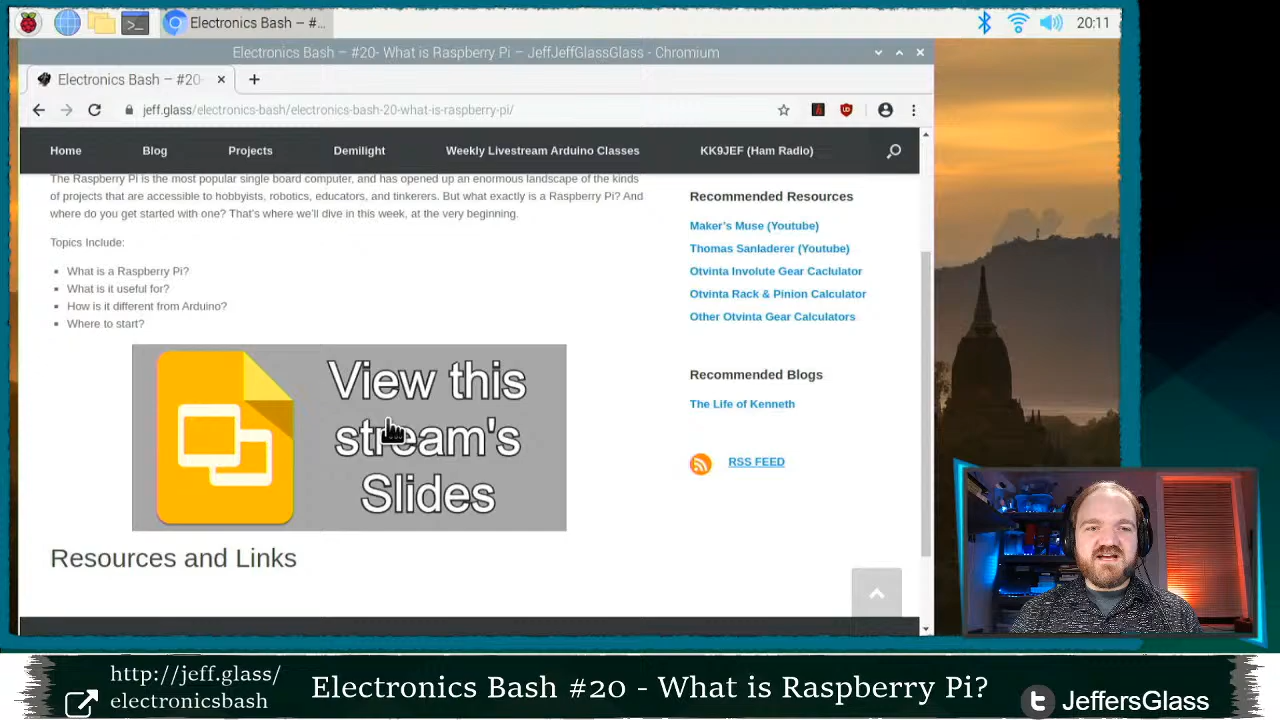 Electronics Bash – #...
20:11
Electronics Bash – #20- What is Raspberry Pi – JeffJeffGlassGlass - Chromium
Electronics Bash – #20-
jeff.glass/electronics-bash/electronics-bash-20-what-is-raspberry-pi/
Home
Blog
Projects
Demilight
Weekly Livestream Arduino Classes
KK9JEF (Ham Radio)
The Raspberry Pi is the most popular single board computer, and has opened up an enormous landscape of the kinds
of projects that are accessible to hobbyists, robotics, educators, and tinkerers. But what exactly is a Raspberry Pi? And
where do you get started with one? That's where we'll dive in this week, at the very beginning.
Topics Include:
What is a Raspberry Pi?
What is it useful for?
How is it different from Arduino?
Where to start?
View this
stream's
Slides
Resources and Links
Recommended Resources
Maker's Muse (Youtube)
Thomas Sanladerer (Youtube)
Otvinta Involute Gear Caclulator
Otvinta Rack & Pinion Calculator
Other Otvinta Gear Calculators
Recommended Blogs
The Life of Kenneth
RSS FEED
http://jeff.glass/
electronicsbash
Electronics Bash #20 - What is Raspberry Pi?
JeffersGlass